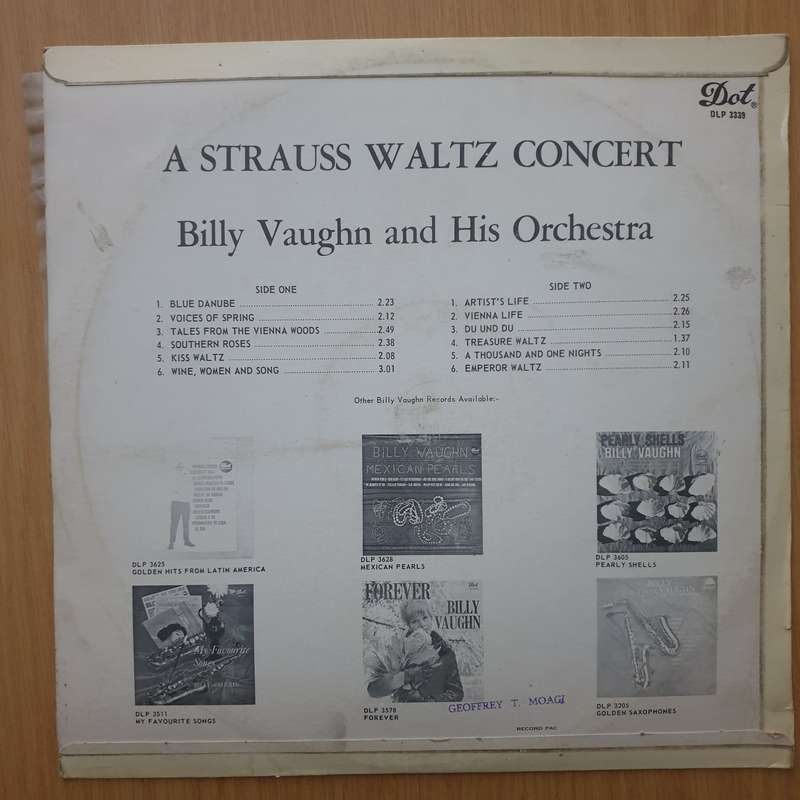 Dot®
DLP 3339
A STRAUSS WALTZ CONCERT
Billy Vaughn and His Orchestra
SIDE ONE
1. BLUE DANUBE 2.23
2. VOICES OF SPRING 2.12
3. TALES FROM THE VIENNA WOODS 2.49
4. SOUTHERN ROSES 2.38
5. KISS WALTZ 2.08
6. WINE, WOMEN AND SONG 3.01
SIDE TWO
1. ARTIST'S LIFE 2.25
2. VIENNA LIFE 2.26
3. DU UND DU 2.15
4. TREASURE WALTZ 1.37
5. A THOUSAND AND ONE NIGHTS 2.10
6. EMPEROR WALTZ 2.11
Other Billy Vaughn Records Available:-
DLP 3625
GOLDEN HITS FROM LATIN AMERICA
BILLY VAUGHN
MEXICAN PEARLS
DLP 3628
MEXICAN PEARLS
PEARLY SHELLS
BILLY VAUGHN
DLP 3605
PEARLY SHELLS
My Favourite
Songs
DLP 3511
MY FAVOURITE SONGS
FOREVER
BILLY
VAUGHN
DLP 3578
FOREVER
DLP 3205
GOLDEN SAXOPHONES
GEOFFREY T. MOAGI
RECORD PAC